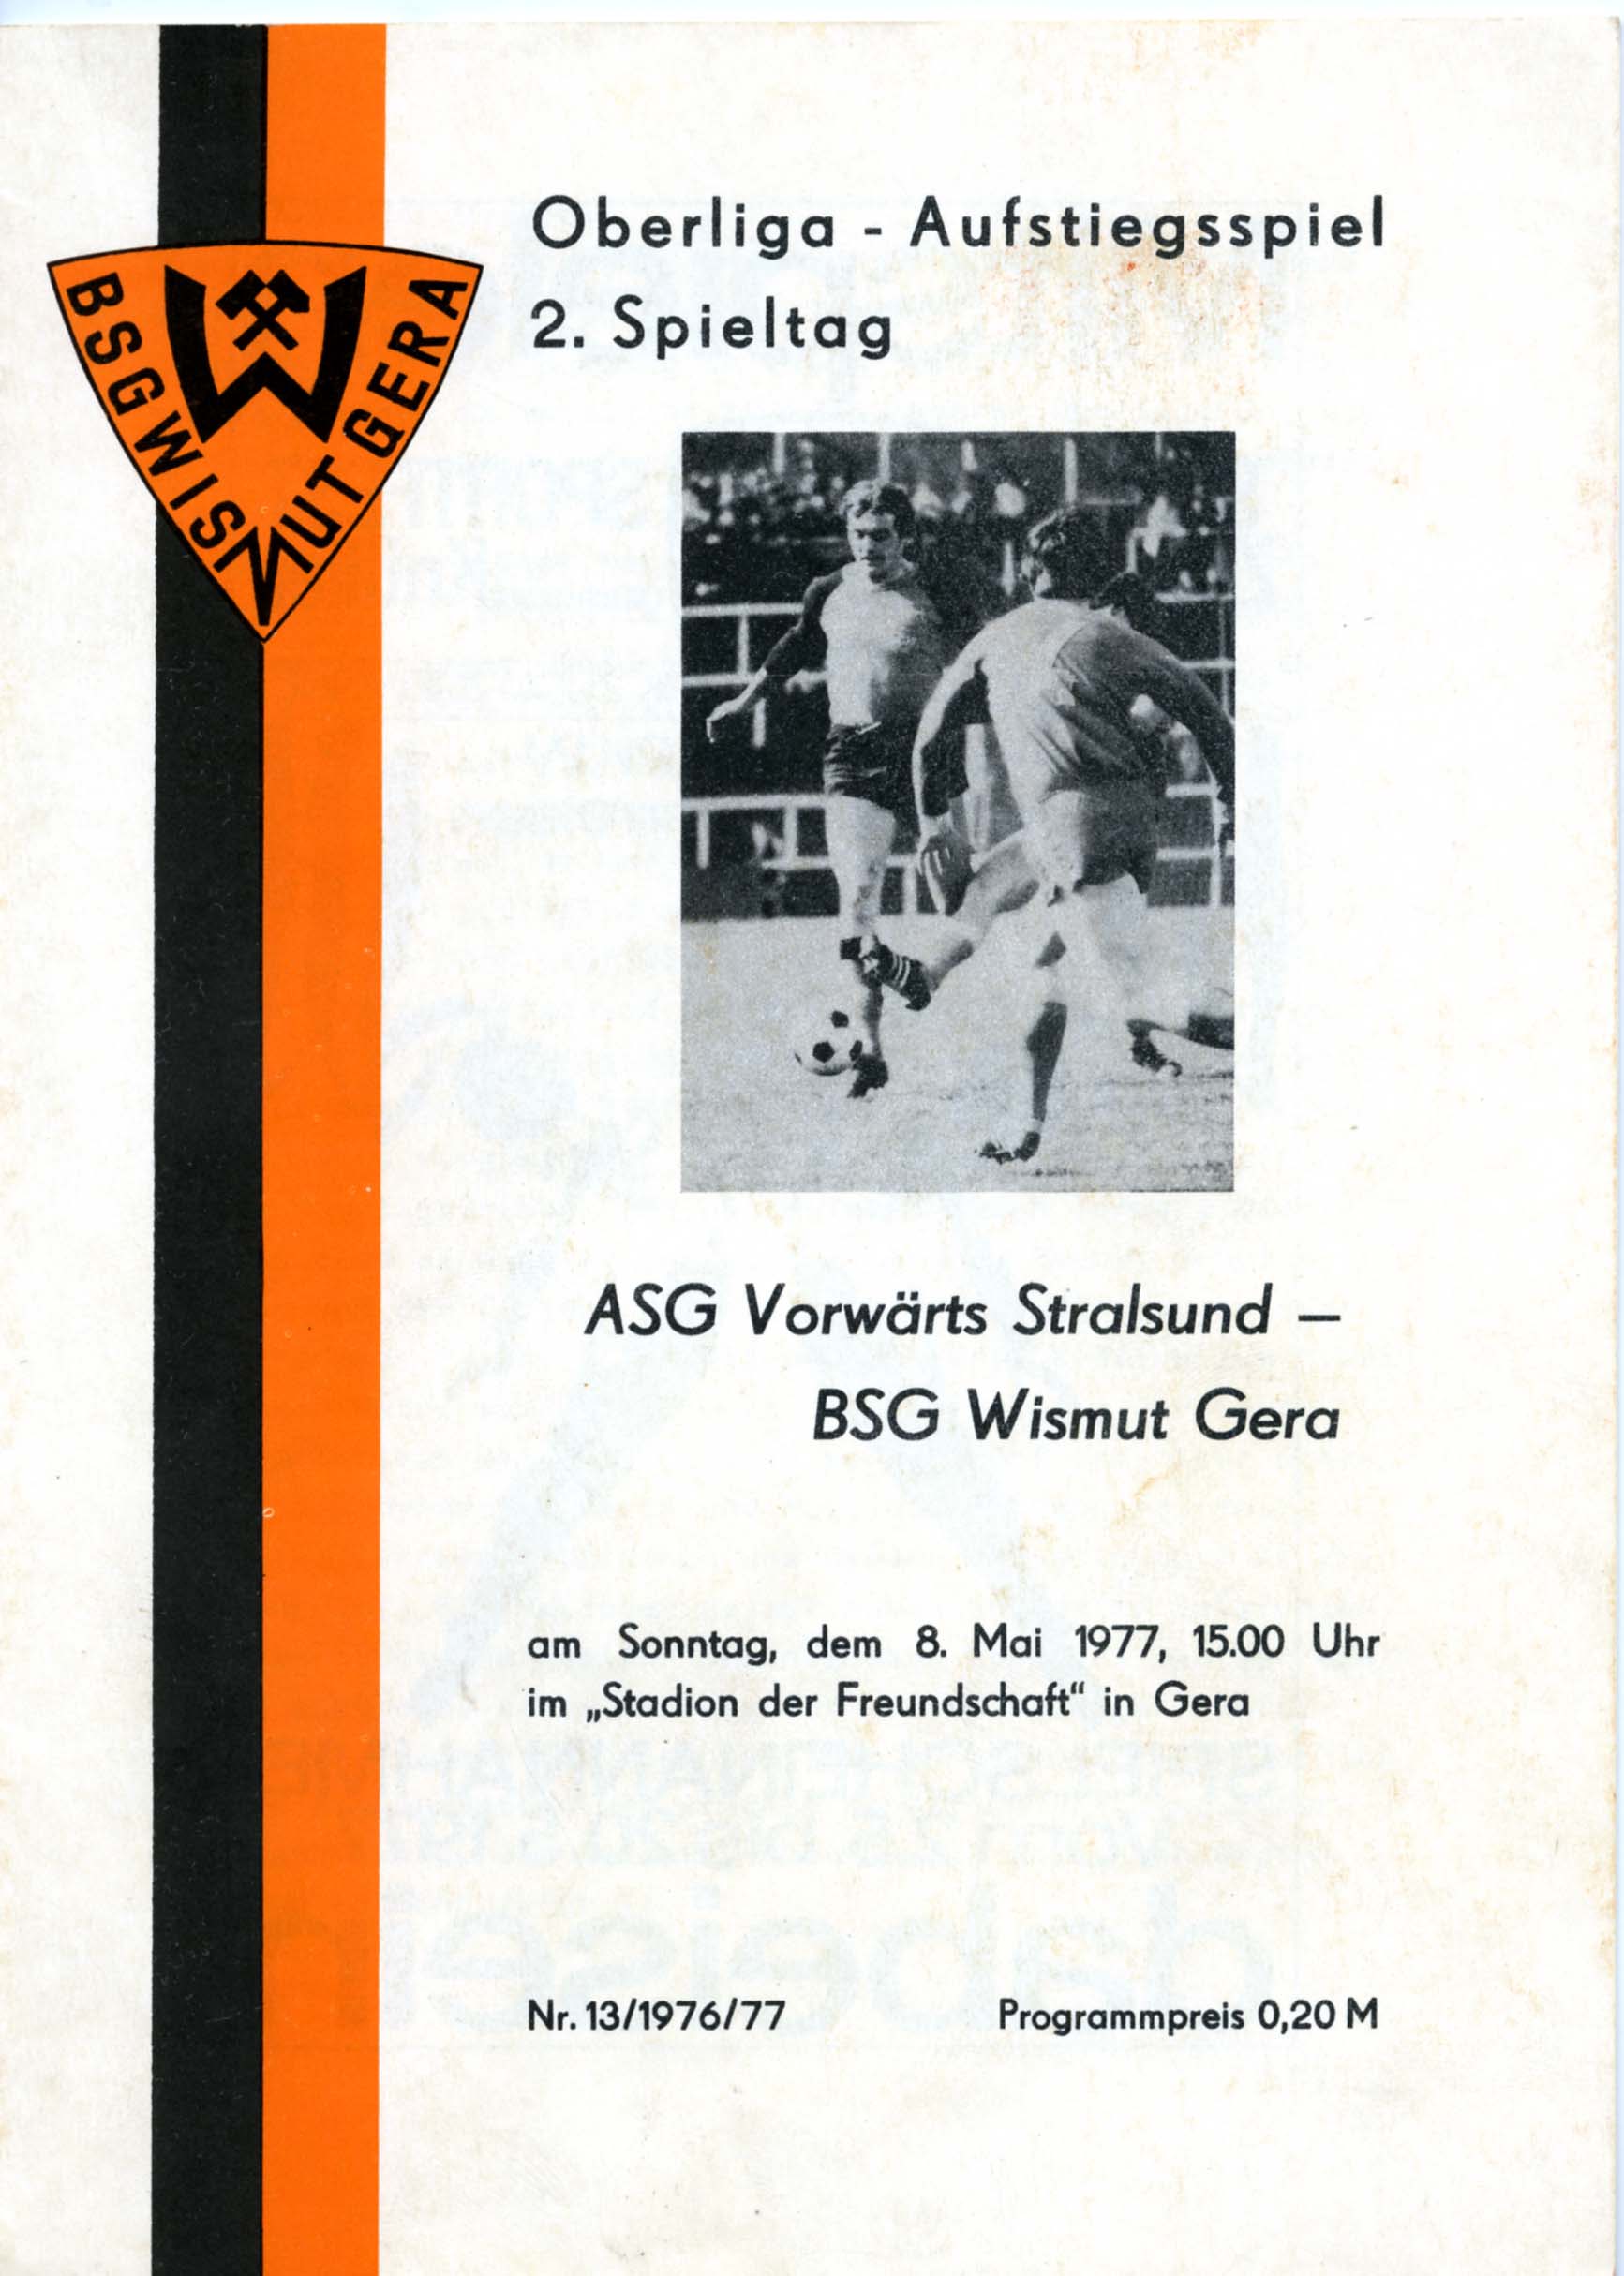 BSG WISMUT GERA
W
Oberliga - Aufstiegsspiel
2. Spieltag
ASG Vorwärts Stralsund –
BSG Wismut Gera
am Sonntag, dem 8. Mai 1977, 15.00 Uhr
im „Stadion der Freundschaft“ in Gera
Nr. 13/1976/77 Programmpreis 0,20 M